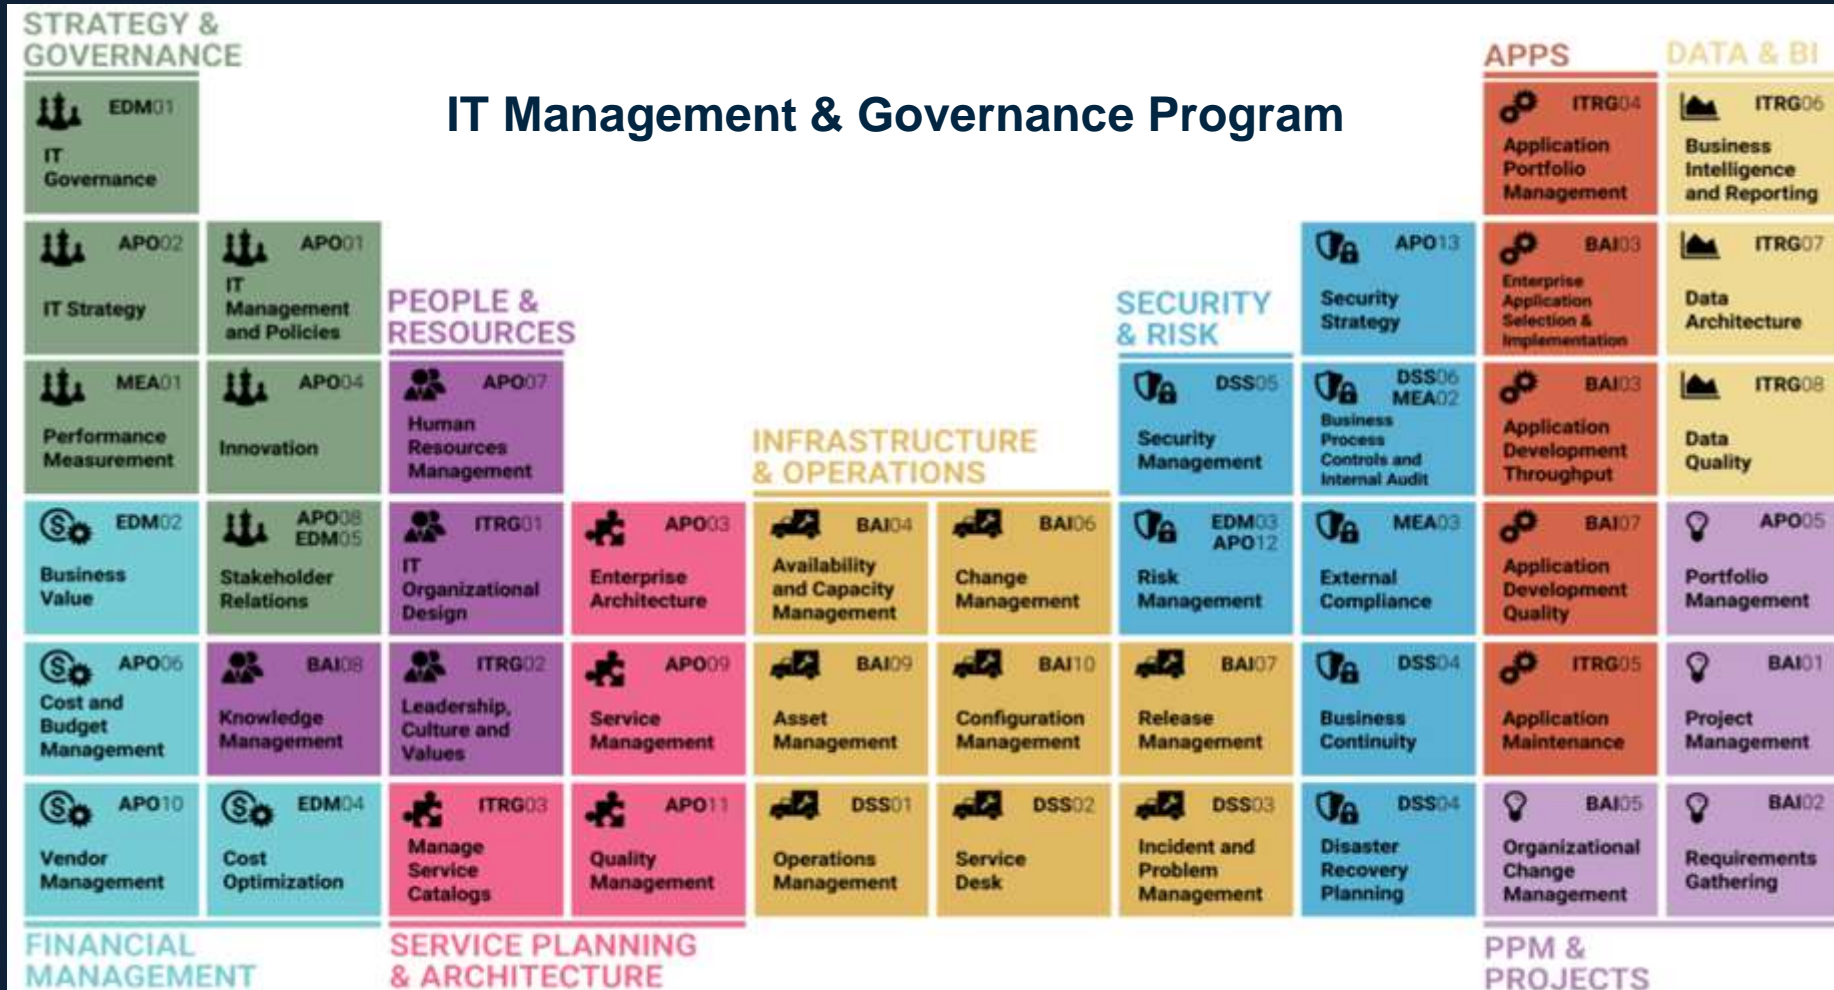 STRATEGY &
GOVERNANCE
IT Management & Governance Program
APPS
DATA & BI
EDM01
IT
Governance
ITRG04
Application
Portfolio
Management
ITRG06
Business
Intelligence
and Reporting
APO02
IT Strategy
APO01
IT
Management
and Policies
PEOPLE &
RESOURCES
SECURITY
& RISK
APO13
Security
Strategy
BAI03
Enterprise
Application
Selection &
Implementation
ITRG07
Data
Architecture
MEA01
Performance
Measurement
APO04
Innovation
APO07
Human
Resources
Management
INFRASTRUCTURE
& OPERATIONS
DSS05
Security
Management
DSS06
MEA02
Business
Process
Controls and
Internal Audit
BAI03
Application
Development
Throughput
ITRG08
Data
Quality
EDM02
Business
Value
APO08
EDM05
Stakeholder
Relations
ITRG01
IT
Organizational
Design
APO03
Enterprise
Architecture
BAI04
Availability
and Capacity
Management
BAI06
Change
Management
EDM03
APO12
Risk
Management
MEA03
External
Compliance
BAI07
Application
Development
Quality
APO05
Portfolio
Management
APO06
Cost and
Budget
Management
BAI08
Knowledge
Management
ITRG02
Leadership,
Culture and
Values
APO09
Service
Management
BAI09
Asset
Management
BAI10
Configuration
Management
BAI07
Release
Management
DSS04
Business
Continuity
ITRG05
Application
Maintenance
BAI01
Project
Management
APO10
Vendor
Management
EDM04
Cost
Optimization
ITRG03
Manage
Service
Catalogs
APO11
Quality
Management
DSS01
Operations
Management
DSS02
Service
Desk
DSS03
Incident and
Problem
Management
DSS04
Disaster
Recovery
Planning
BAI05
Organizational
Change
Management
BAI02
Requirements
Gathering
FINANCIAL
MANAGEMENT
SERVICE PLANNING
& ARCHITECTURE
PPM &
PROJECTS